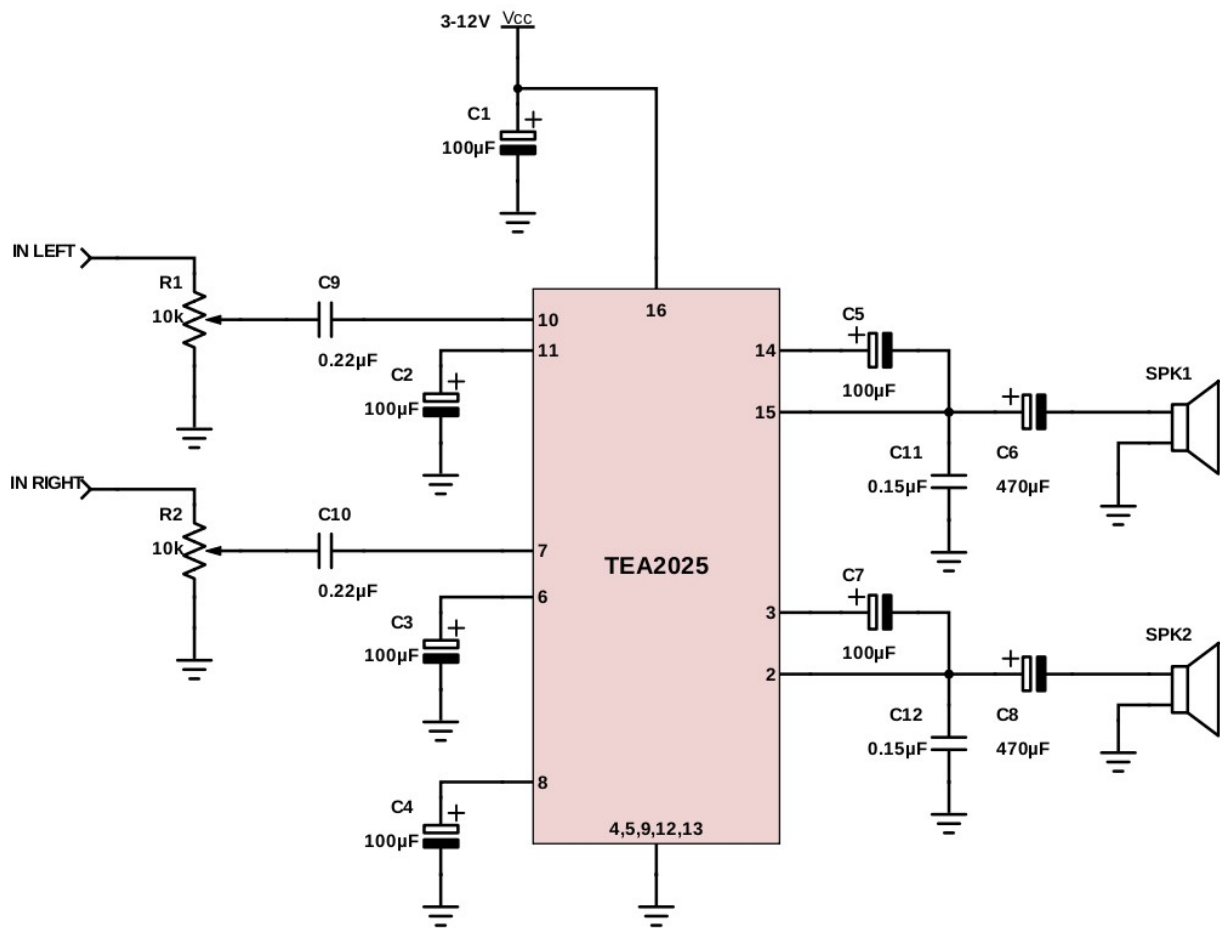 3-12V Vcc
C1
100µF
IN LEFT
R1
10k
C9
0.22µF
10
16
11
C2
100µF
14
C5
100µF
15
SPK1
C11
0.15µF
C6
470µF
IN RIGHT
R2
10k
C10
0.22µF
7
TEA2025
6
C3
100µF
3
C7
100µF
2
SPK2
C12
0.15µF
C8
470µF
8
C4
100µF
4,5,9,12,13